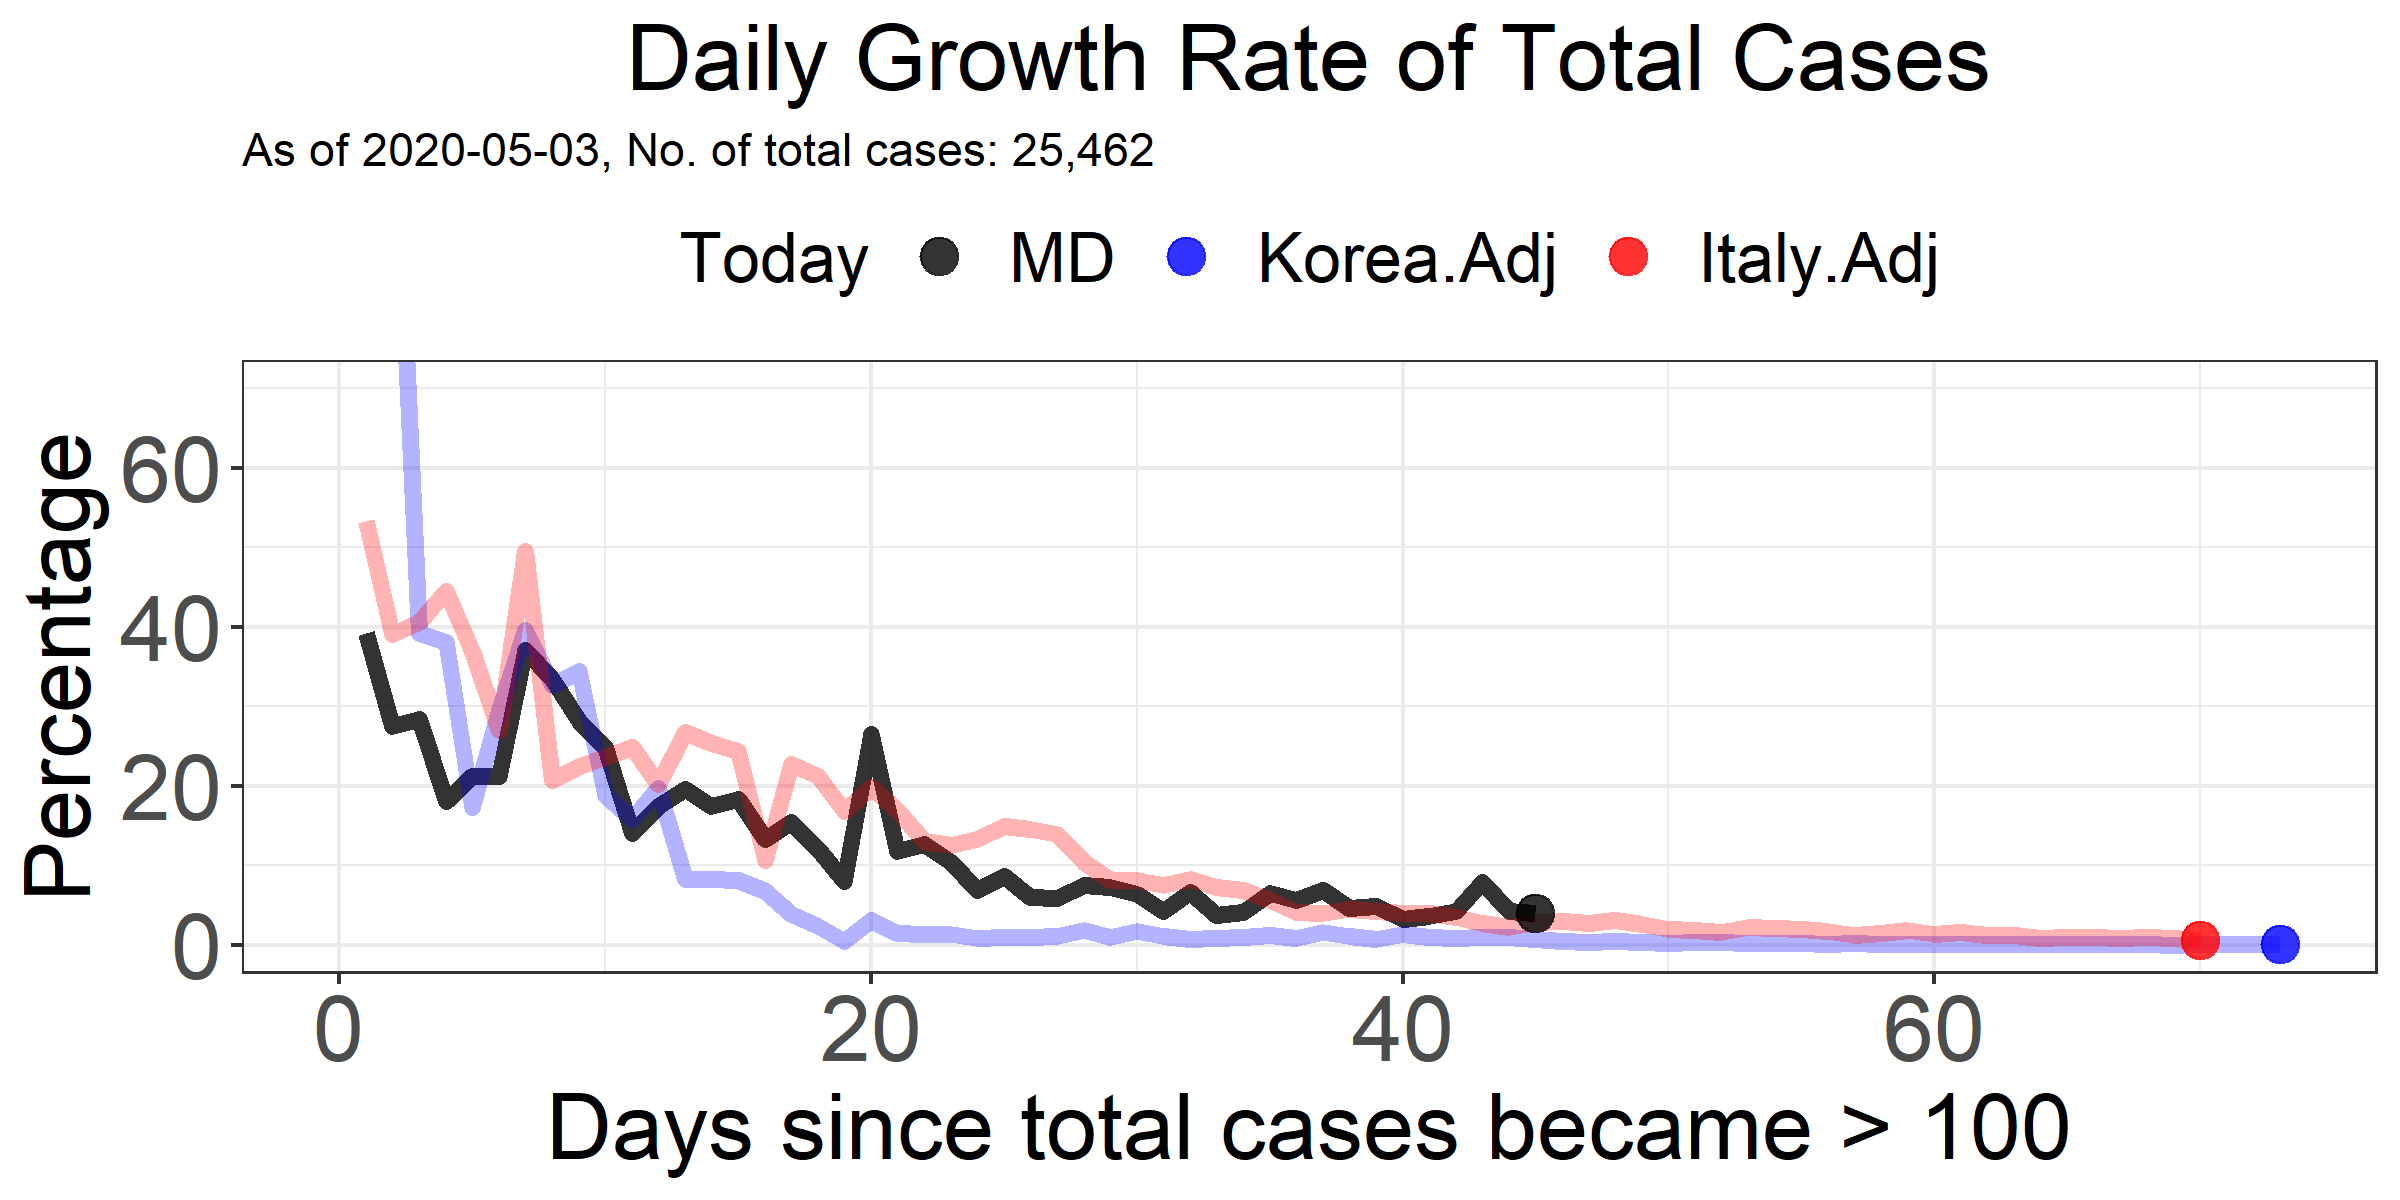 Daily Growth Rate of Total Cases
As of 2020-05-03, No. of total cases: 25,462
Today MD Korea.Adj Italy.Adj
Percentage
60
40
20
0
0 20 40 60
Days since total cases became > 100